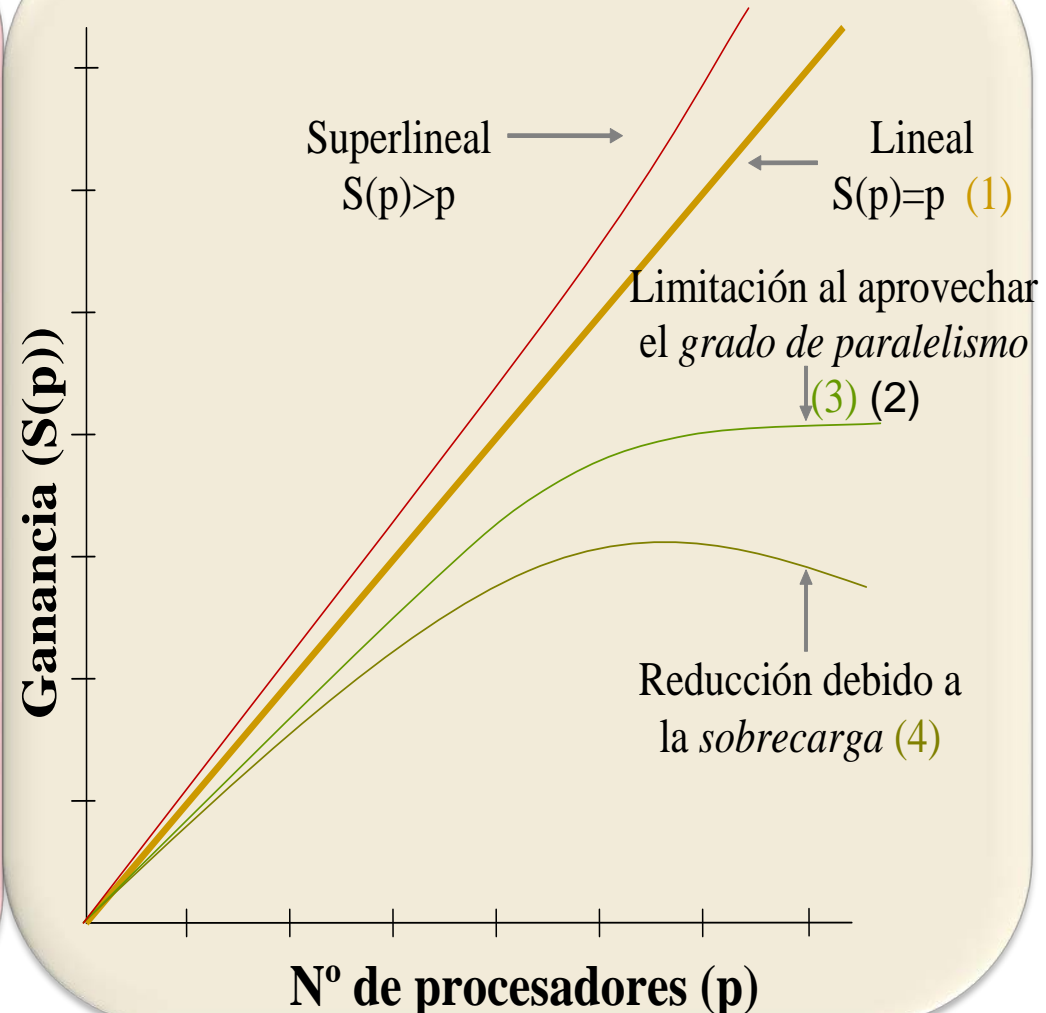 Superlineal
S(p)>p
Lineal
S(p)=p (1)
Limitación al aprovechar
el grado de paralelismo
(3) (2)
Ganancia (S(p))
Reducción debido a
la sobrecarga (4)
Nº de procesadores (p)